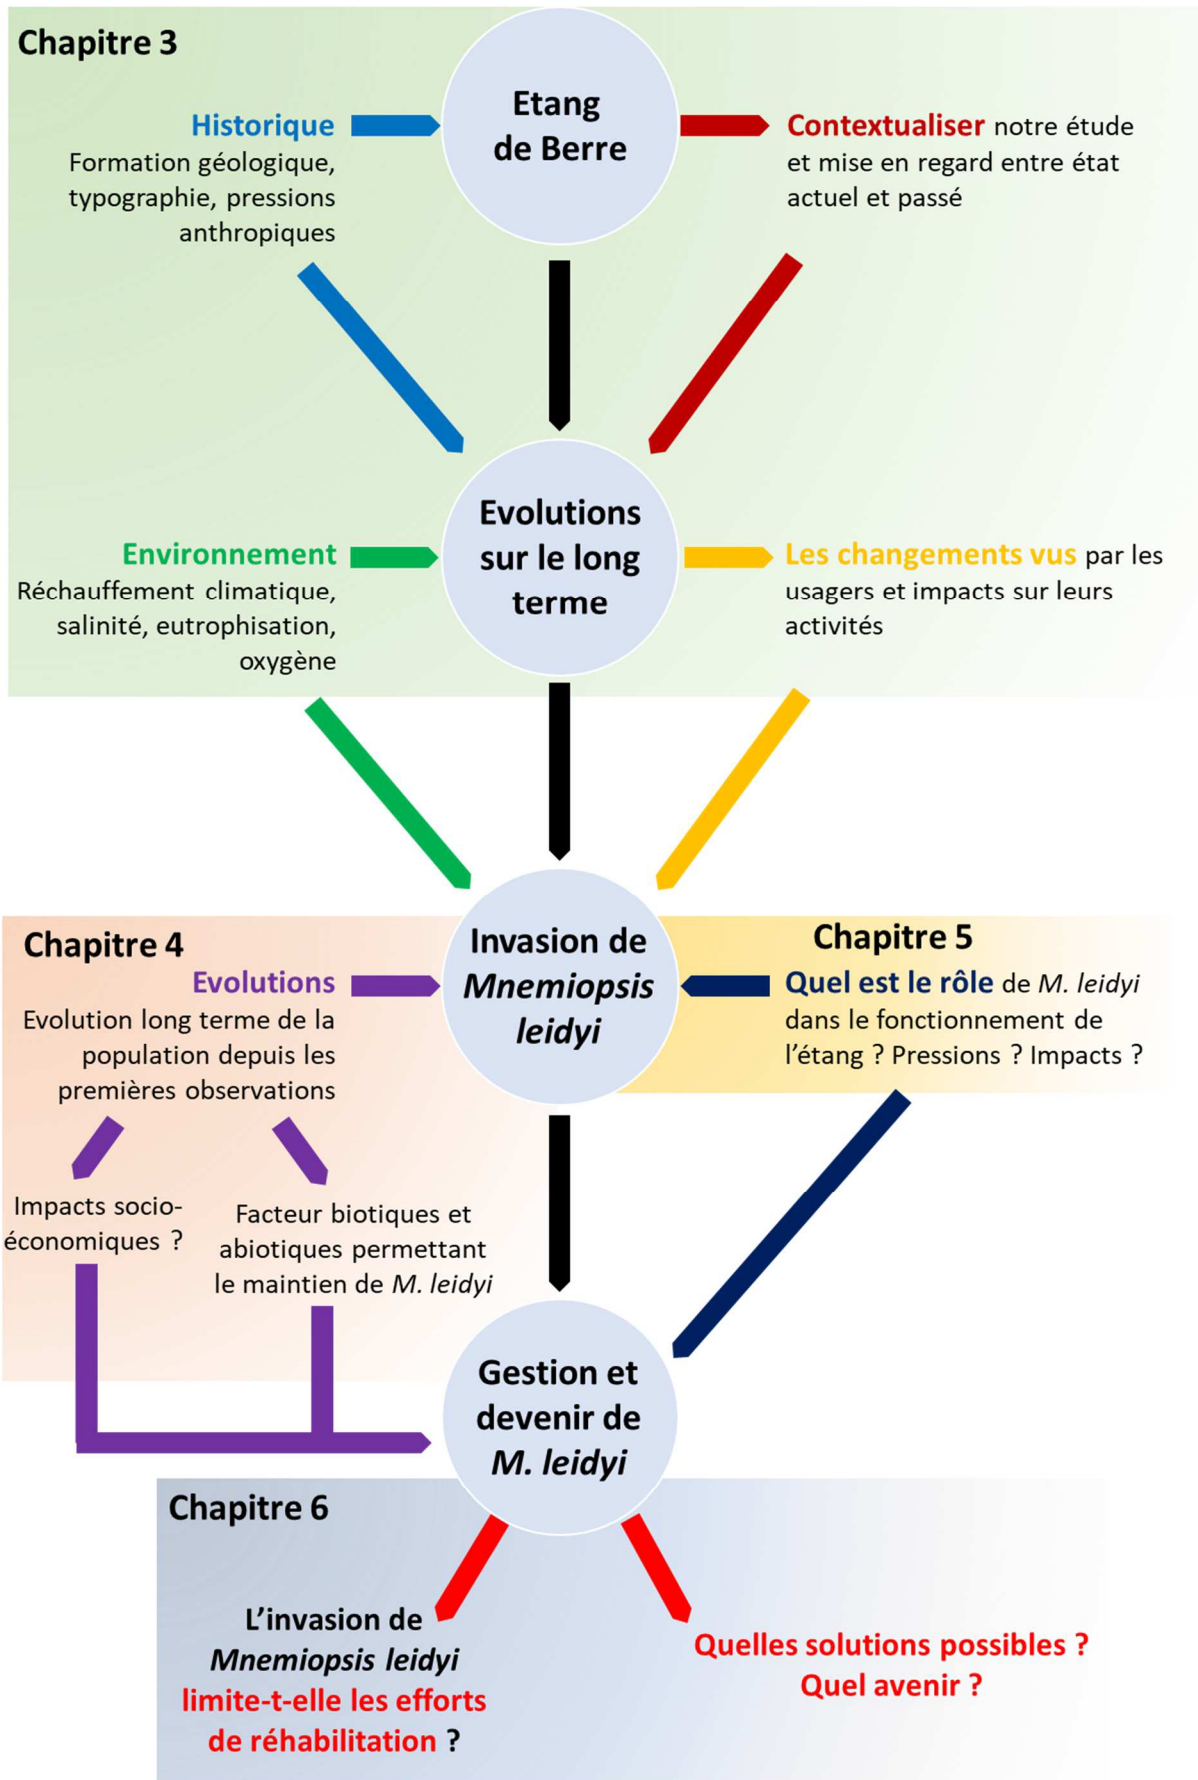 Chapitre 3
Etang
de Berre
Historique
Formation géologique,
typographie, pressions
anthropiques
Contextualiser notre étude
et mise en regard entre état
actuel et passé
Evolutions
sur le long
terme
Environnement
Réchauffement climatique,
salinité, eutrophisation,
oxygène
Les changements vus par les
usagers et impacts sur leurs
activités
Invasion de
Mnemiopsis
leidyi
Chapitre 4
Evolutions
Evolution long terme de la
population depuis les
premières observations
Chapitre 5
Quel est le rôle de M. leidyi
dans le fonctionnement de
l’étang ? Pressions ? Impacts ?
Impacts socio-
économiques ?
Facteur biotiques et
abiotiques permettant
le maintien de M. leidyi
Gestion et
devenir de
M. leidyi
Chapitre 6
L’invasion de
Mnemiopsis leidyi
limite-t-elle les efforts
de réhabilitation ?
Quelles solutions possibles ?
Quel avenir ?